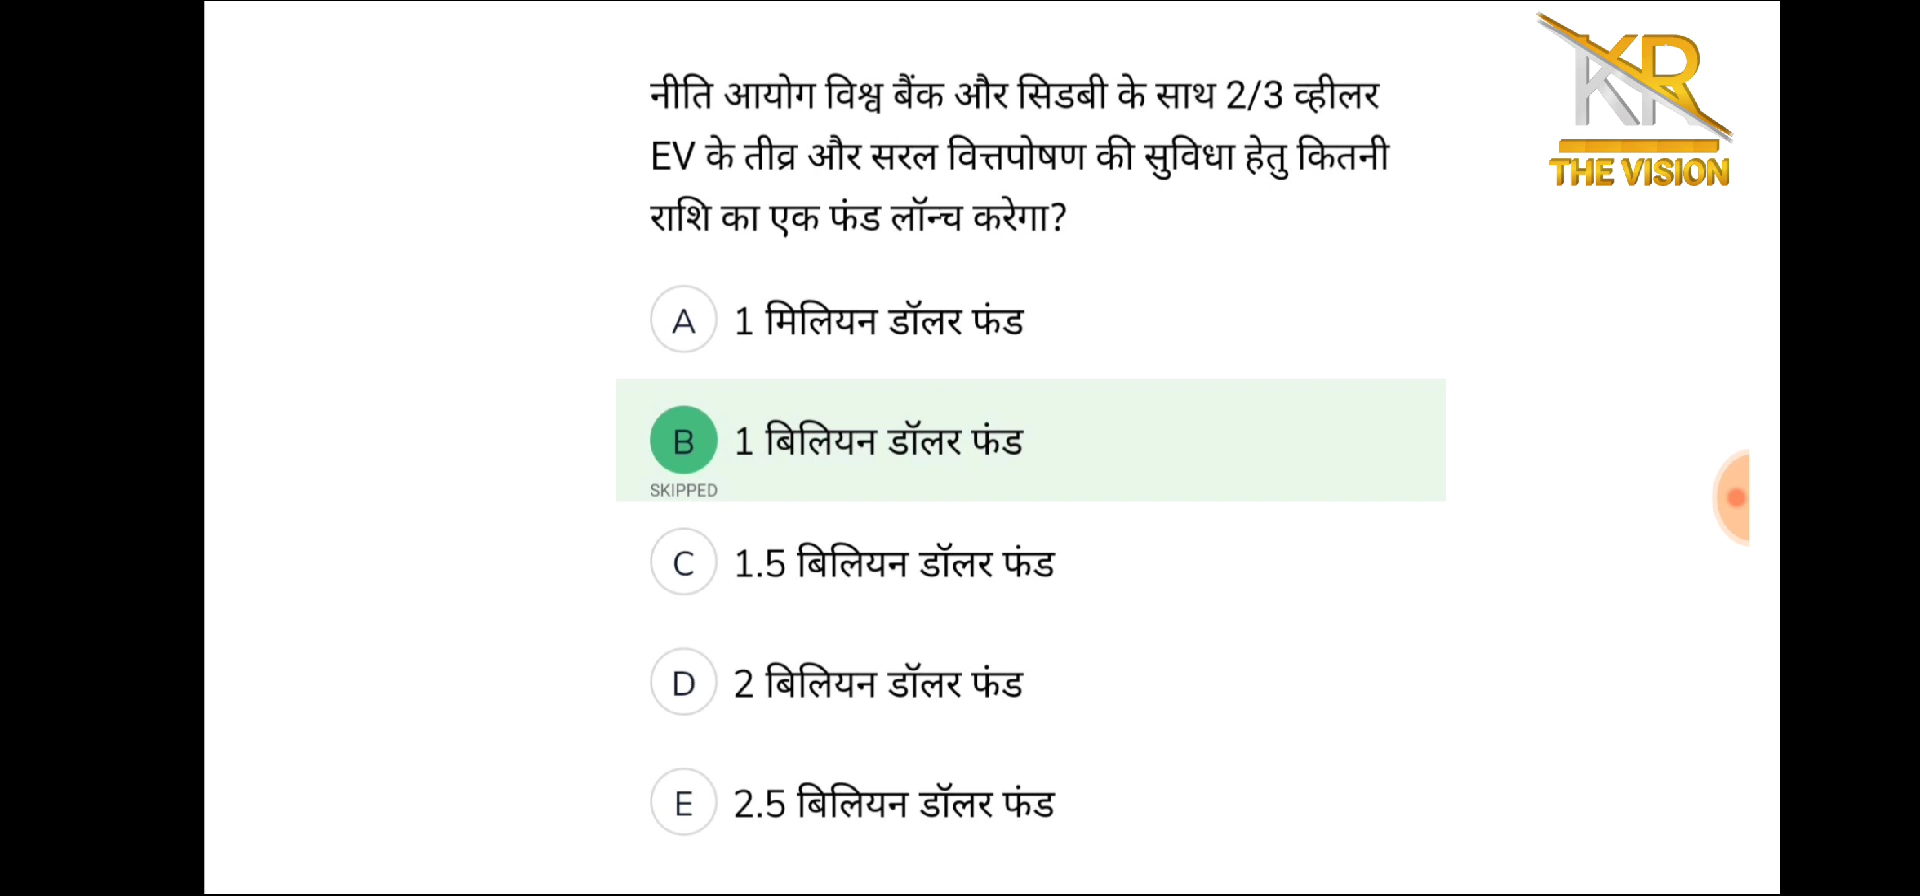 नीति आयोग विश्व बैंक और सिडबी के साथ 2/3 व्हीलर
EV के तीव्र और सरल वित्तपोषण की सुविधा हेतु कितनी
राशि का एक फंड लॉन्च करेगा?
A 1 मिलियन डॉलर फंड
B 1 बिलियन डॉलर फंड
SKIPPED
C 1.5 बिलियन डॉलर फंड
D 2 बिलियन डॉलर फंड
E 2.5 बिलियन डॉलर फंड
KR
THE VISION